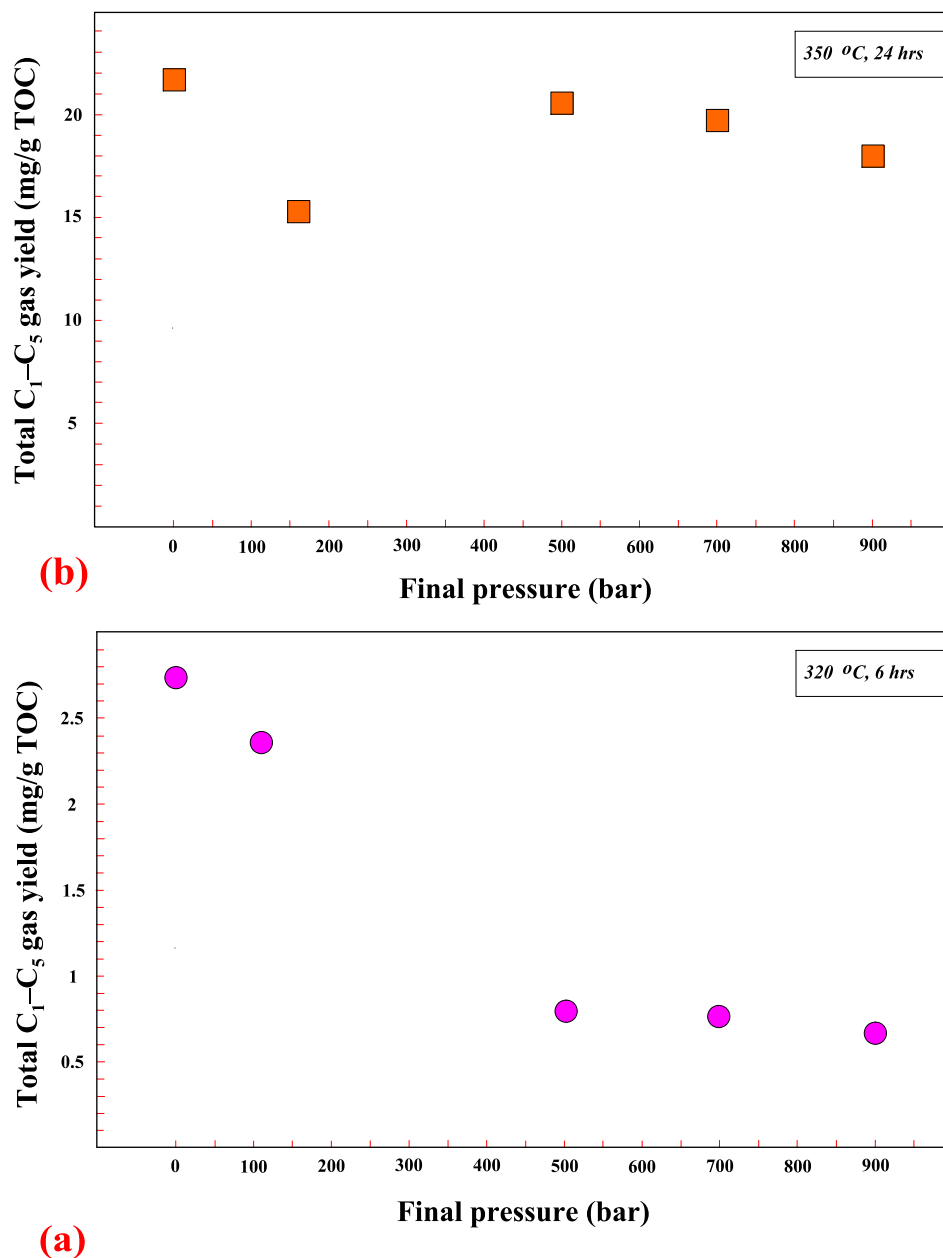 350 °C, 24 hrs
Total C₁–C₅ gas yield (mg/g TOC)
20
15
10
5
0 100 200 300 400 500 600 700 800 900
Final pressure (bar)
(b)
320 °C, 6 hrs
Total C₁–C₅ gas yield (mg/g TOC)
2.5
2
1.5
1
0.5
0 100 200 300 400 500 600 700 800 900
Final pressure (bar)
(a)